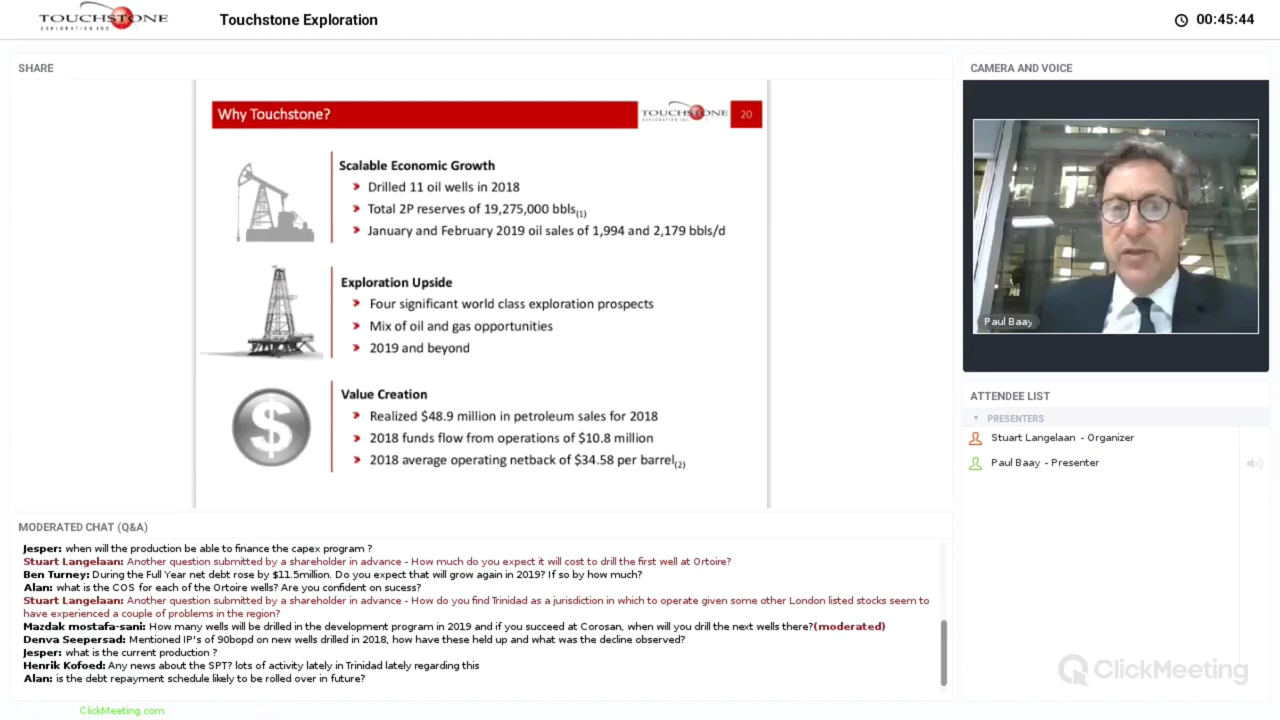 TOUCHSTONE
EXPLORATION INC.
Touchstone Exploration
00:45:44
SHARE
Why Touchstone?
TOUCHSTONE
EXPLORATION INC.
20
Scalable Economic Growth
Drilled 11 oil wells in 2018
Total 2P reserves of 19,275,000 bbls(1)
January and February 2019 oil sales of 1,994 and 2,179 bbls/d
Exploration Upside
Four significant world class exploration prospects
Mix of oil and gas opportunities
2019 and beyond
$
Value Creation
Realized $48.9 million in petroleum sales for 2018
2018 funds flow from operations of $10.8 million
2018 average operating netback of $34.58 per barrel(2)
CAMERA AND VOICE
Paul Baay
ATTENDEE LIST
PRESENTERS
Stuart Langelaan - Organizer
Paul Baay - Presenter
MODERATED CHAT (Q&A)
Jesper: when will the production be able to finance the capex program ?
Stuart Langelaan: Another question submitted by a shareholder in advance - How much do you expect it will cost to drill the first well at Ortoire?
Ben Turney: During the Full Year net debt rose by $11.5million. Do you expect that will grow again in 2019? If so by how much?
Alan: what is the COS for each of the Ortoire wells? Are you confident on sucess?
Stuart Langelaan: Another question submitted by a shareholder in advance - How do you find Trinidad as a jurisdiction in which to operate given some other London listed stocks seem to
have experienced a couple of problems in the region?
Mazdak mostafa-sani: How many wells will be drilled in the development program in 2019 and if you succeed at Corosan, when will you drill the next wells there?(moderated)
Denva Seepersad: Mentioned IP's of 90bopd on new wells drilled in 2018, how have these held up and what was the decline observed?
Jesper: what is the current production ?
Henrik Kofoed: Any news about the SPT? lots of activity lately in Trinidad lately regarding this
Alan: is the debt repayment schedule likely to be rolled over in future?
ClickMeeting
ClickMeeting.com